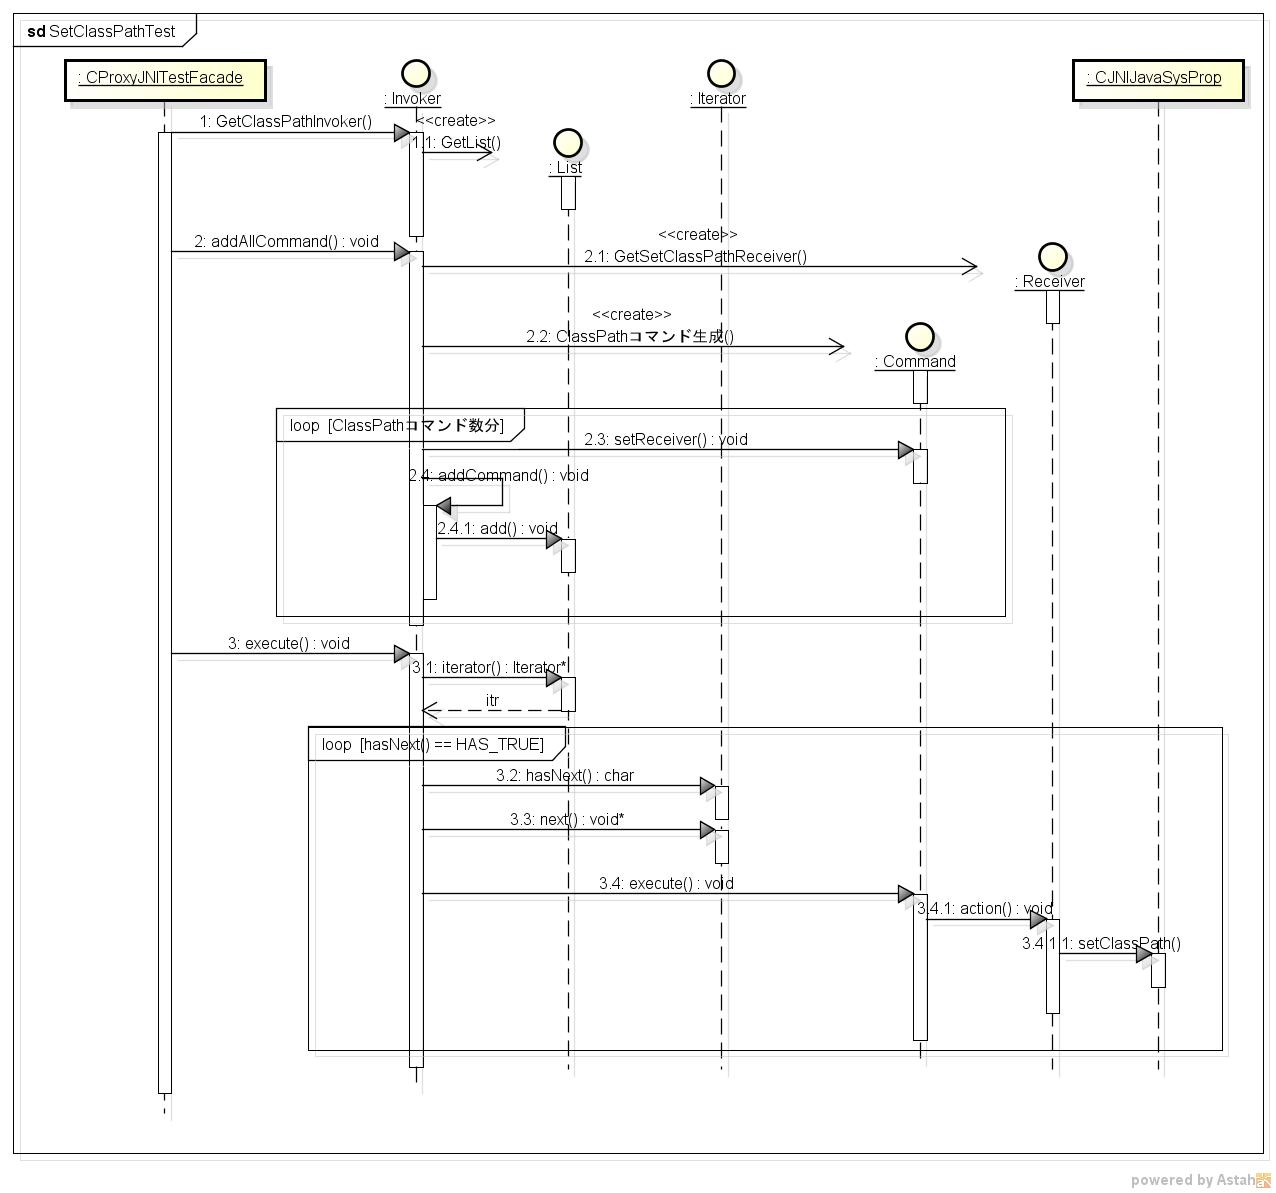 sd SetClassPathTest
: CProxyJNITestFacade
: Invoker
: Iterator
: CJNIJavaSysProp
1: GetClassPathInvoker()
<<create>>
1.1: GetList()
: List
2: addAllCommand() : void
<<create>>
2.1: GetSetClassPathReceiver()
: Receiver
<<create>>
2.2: ClassPathコマンド生成()
: Command
loop [ClassPathコマンド数分]
2.3: setReceiver() : void
2.4: addCommand() : void
2.4.1: add() : void
3: execute() : void
3.1: iterator() : Iterator*
itr
loop [hasNext() == HAS_TRUE]
3.2: hasNext() : char
3.3: next() : void*
3.4: execute() : void
3.4.1: action() : void
3.4.1.1: setClassPath()
powered by Astah